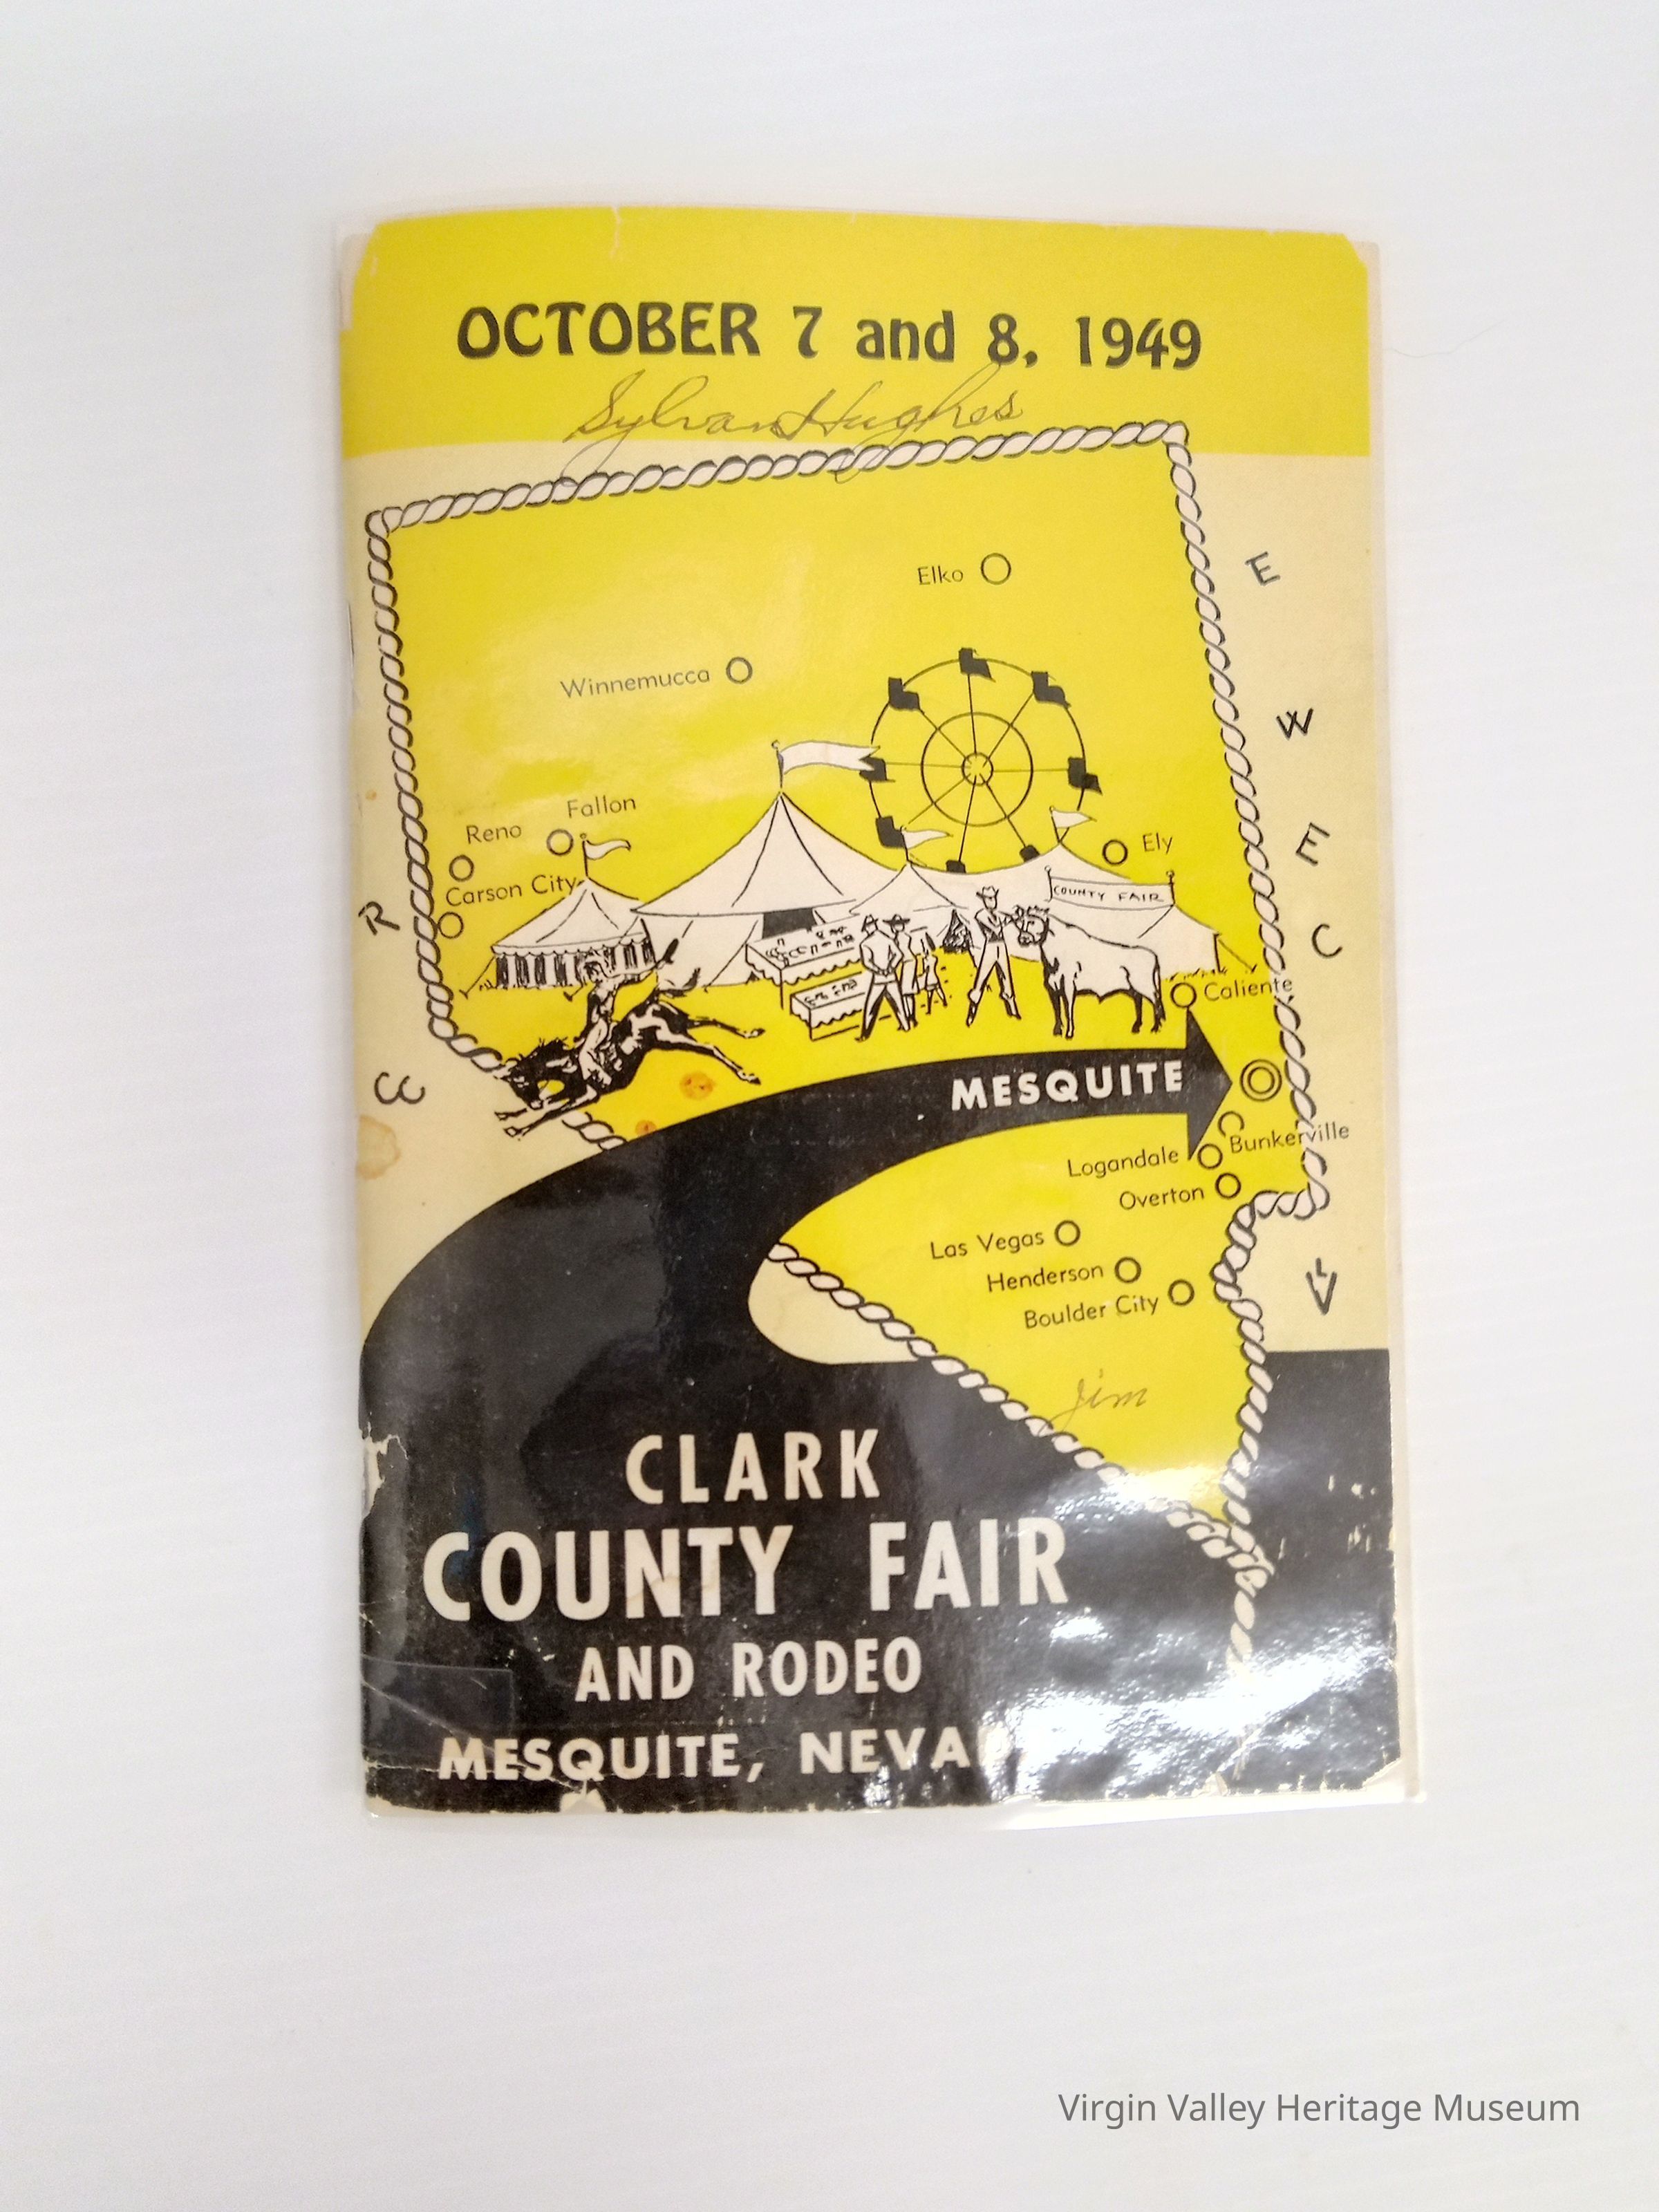 OCTOBER 7 and 8, 1949
Sylvan Hughes
Elko
E
Winnemucca
W
Fallon
Reno
Ely
E
Carson City
COUNTY FAIR
R
C
Caliente
MESQUITE
Bunkerville
Logandale
Overton
Las Vegas
Henderson
Boulder City
Jim
CLARK
COUNTY FAIR
AND RODEO
MESQUITE,
Virgin Valley Heritage Museum